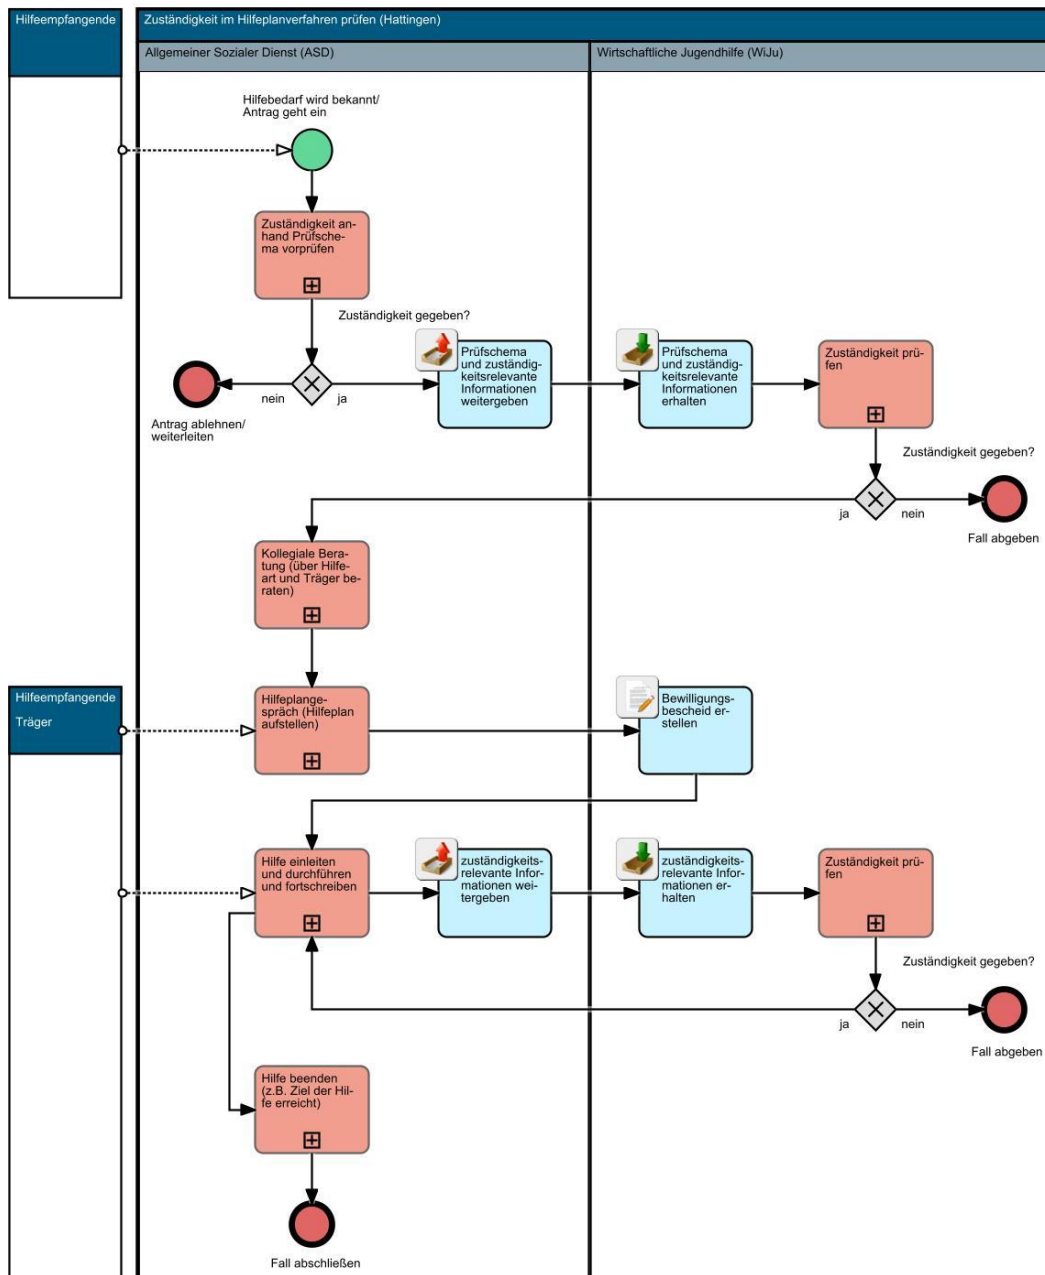 Hilfeempfangende
Zuständigkeit im Hilfeplanverfahren prüfen (Hattingen)
Allgemeiner Sozialer Dienst (ASD)
Wirtschaftliche Jugendhilfe (WiJu)
Hilfebedarf wird bekannt/
Antrag geht ein
Zuständigkeit an-
hand Prüfsche-
ma vorprüfen
Zuständigkeit gegeben?
nein
ja
Antrag ablehnen/
weiterleiten
Prüfschema
und zuständig-
keitsrelevante
Informationen
weitergeben
Prüfschema
und zuständig-
keitsrelevante
Informationen
erhalten
Zuständigkeit prü-
fen
Zuständigkeit gegeben?
ja
nein
Fall abgeben
Kollegiale Bera-
tung (über Hilfe-
art und Träger be-
raten)
Hilfeempfangende
Träger
Hilfeplange-
spräch (Hilfeplan
aufstellen)
Bewilligungs-
bescheid er-
stellen
Hilfe einleiten
und durchführen
und fortschreiben
zuständigkeits-
relevante Infor-
mationen wei-
tergeben
zuständigkeits-
relevante Infor-
mationen er-
halten
Zuständigkeit prü-
fen
Zuständigkeit gegeben?
ja
nein
Fall abgeben
Hilfe beenden
(z.B. Ziel der Hil-
fe erreicht)
Fall abschließen